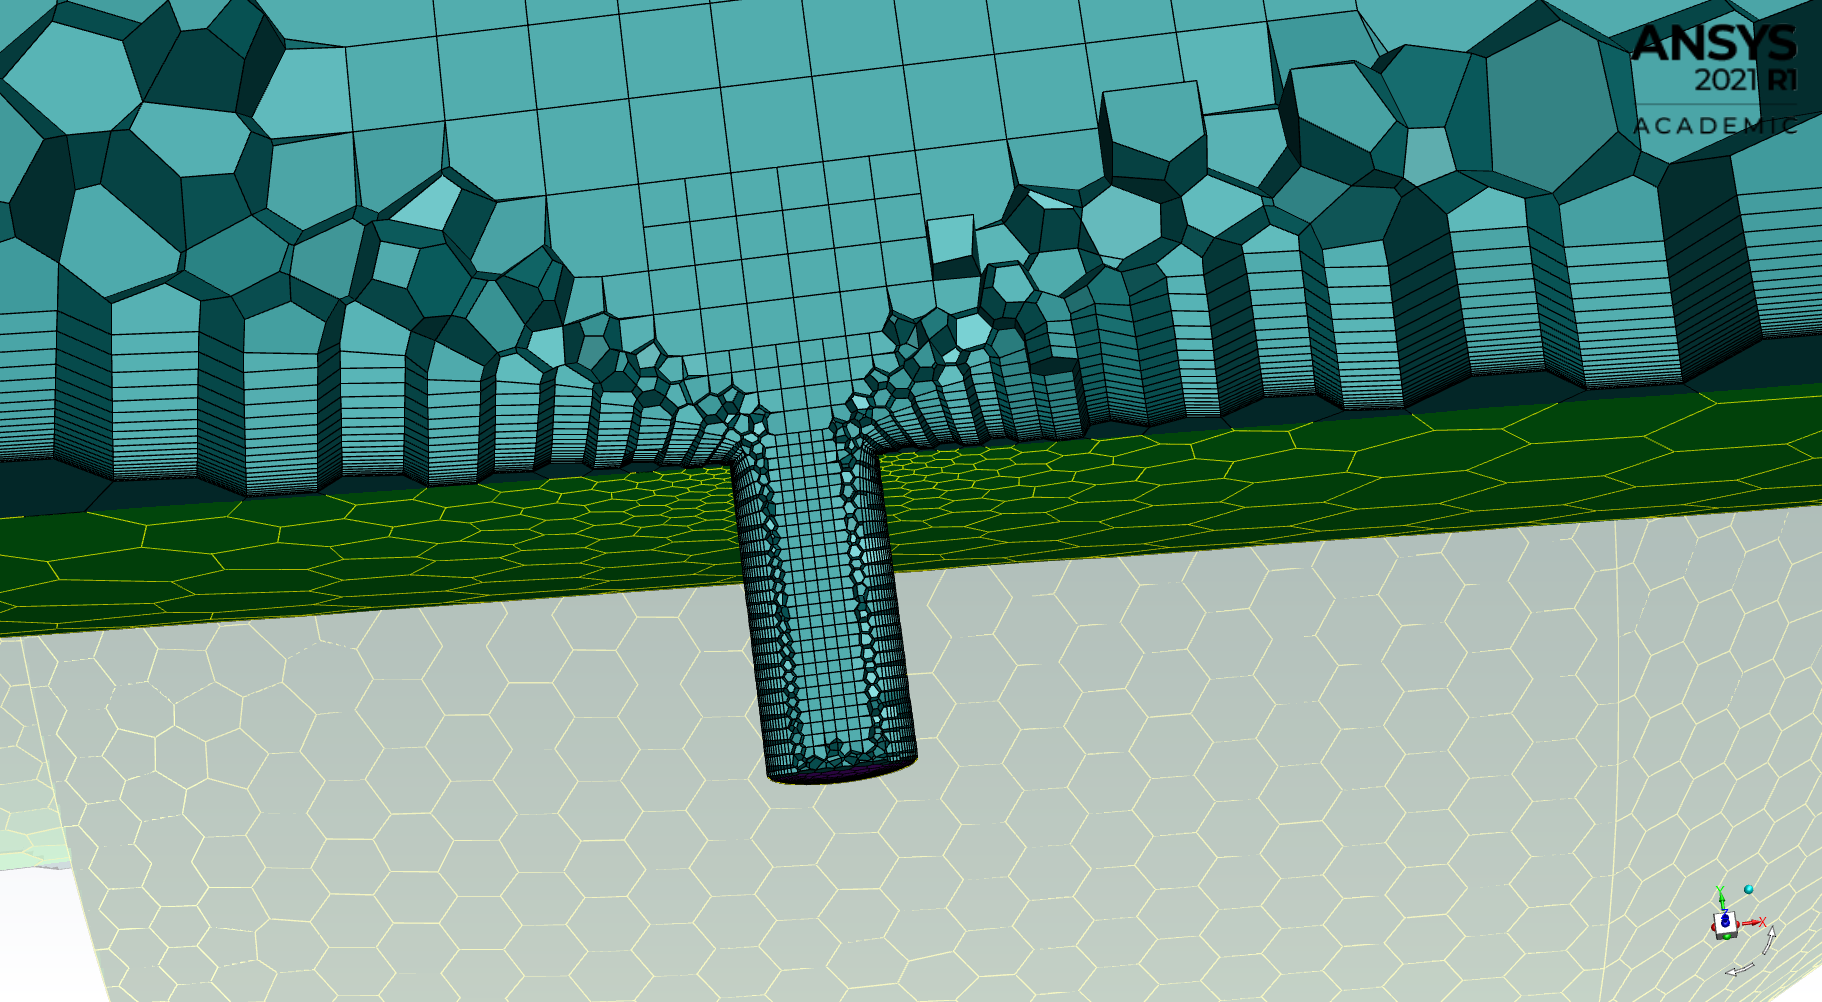 ANSYS
2021 R1
ACADEMIC
Y
X